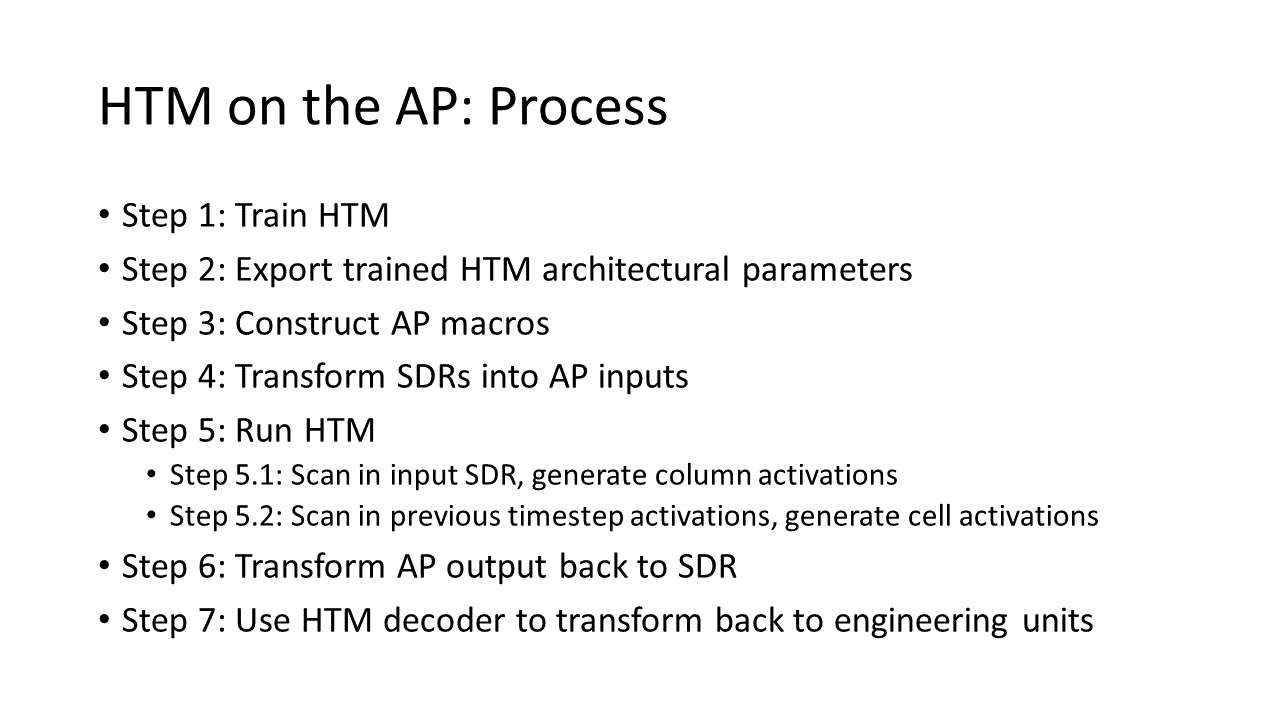 HTM on the AP: Process
• Step 1: Train HTM
• Step 2: Export trained HTM architectural parameters
• Step 3: Construct AP macros
• Step 4: Transform SDRs into AP inputs
• Step 5: Run HTM
• Step 5.1: Scan in input SDR, generate column activations
• Step 5.2: Scan in previous timestep activations, generate cell activations
• Step 6: Transform AP output back to SDR
• Step 7: Use HTM decoder to transform back to engineering units